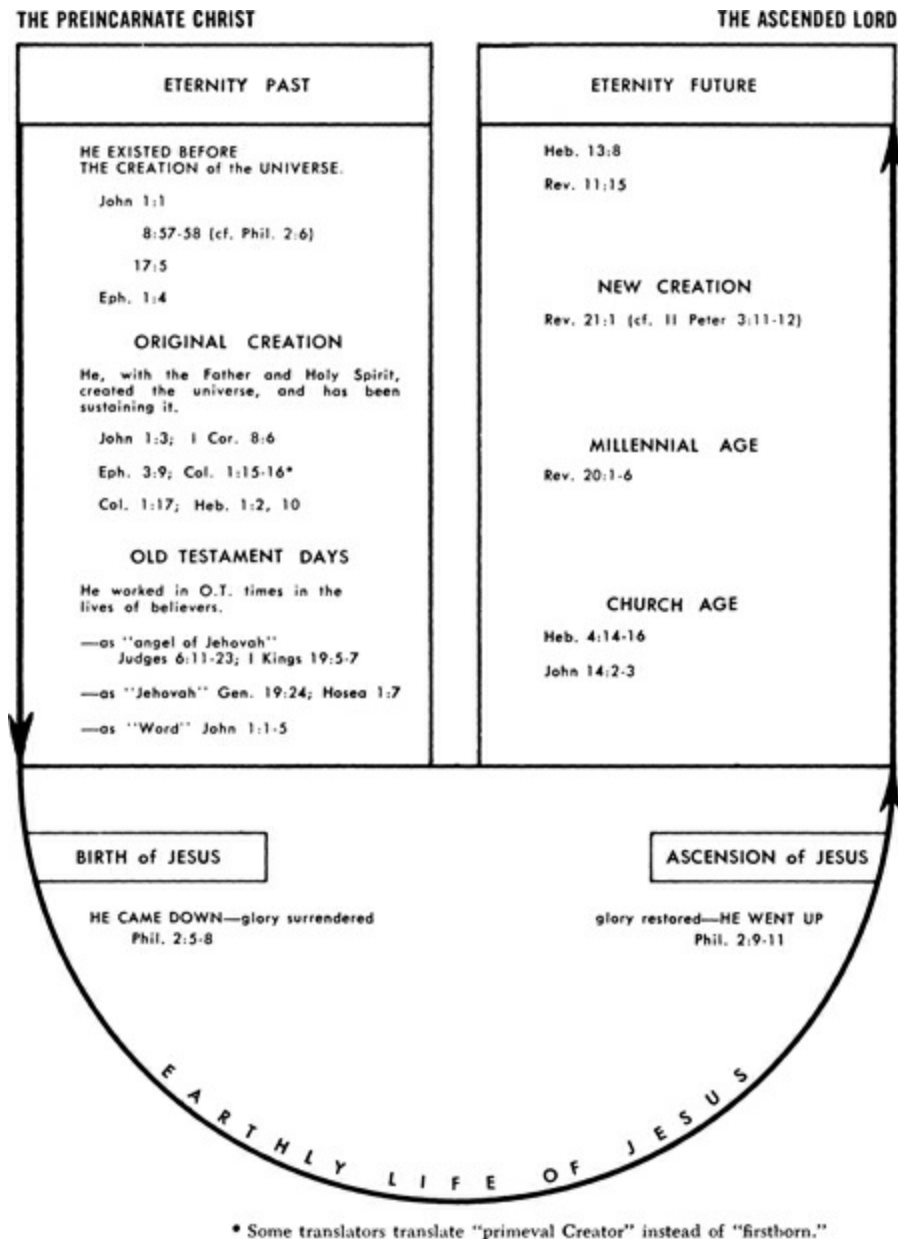 THE PREINCARNATE CHRIST
THE ASCENDED LORD
ETERNITY PAST
HE EXISTED BEFORE
THE CREATION of the UNIVERSE.
John 1:1
8:57-58 (cf. Phil. 2:6)
17:5
Eph. 1:4
ORIGINAL CREATION
He, with the Father and Holy Spirit,
created the universe, and has been
sustaining it.
John 1:3; I Cor. 8:6
Eph. 3:9; Col. 1:15-16*
Col. 1:17; Heb. 1:2, 10
OLD TESTAMENT DAYS
He worked in O.T. times in the
lives of believers.
—as "angel of Jehovah"
Judges 6:11-23; I Kings 19:5-7
—as "Jehovah" Gen. 19:24; Hosea 1:7
—as "Word" John 1:1-5
ETERNITY FUTURE
Heb. 13:8
Rev. 11:15
NEW CREATION
Rev. 21:1 (cf. II Peter 3:11-12)
MILLENNIAL AGE
Rev. 20:1-6
CHURCH AGE
Heb. 4:14-16
John 14:2-3
BIRTH of JESUS
HE CAME DOWN—glory surrendered
Phil. 2:5-8
ASCENSION of JESUS
glory restored—HE WENT UP
Phil. 2:9-11
EARTHLY LIFE OF JESUS
* Some translators translate "primeval Creator" instead of "firstborn."